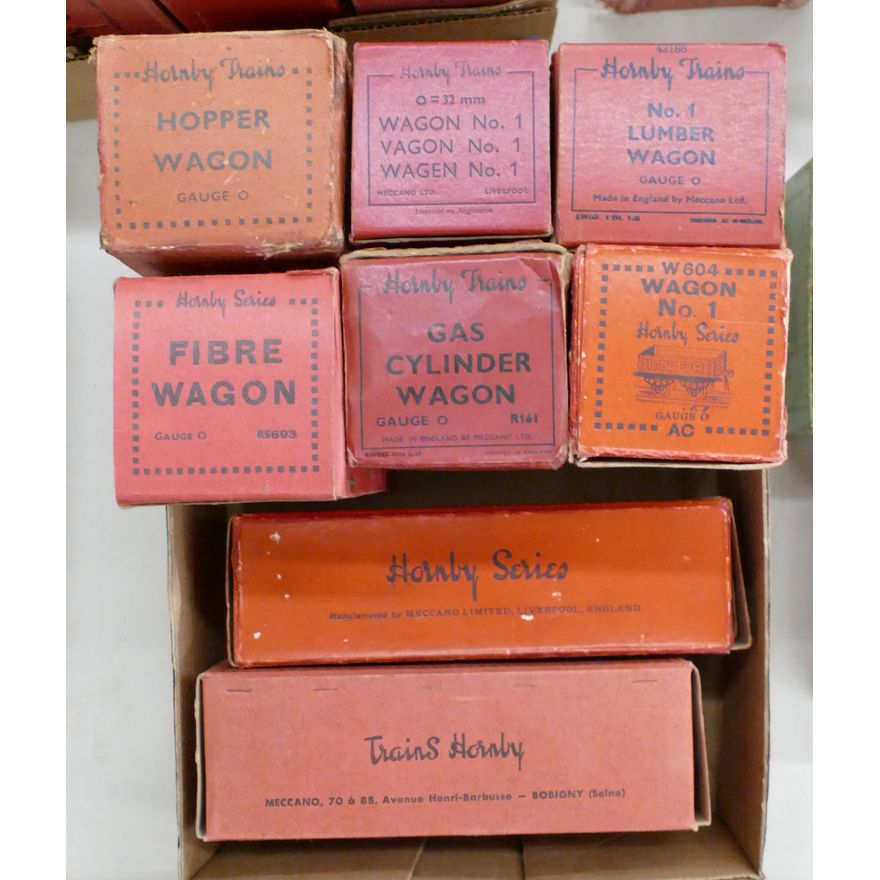 Hornby Trains
HOPPER
WAGON
GAUGE O
Hornby Trains
O = 32 mm
WAGON No. 1
VAGON No. 1
WAGEN No. 1
MECCANO LTD. LIVERPOOL
42185
Hornby Trains
No. 1
LUMBER
WAGON
GAUGE O
Made in England by Meccano Ltd.
Hornby Series
FIBRE
WAGON
GAUGE O RS693
Hornby Trains
GAS
CYLINDER
WAGON
GAUGE O R161
MADE IN ENGLAND BY MECCANO LTD.
W604
WAGON
No. 1
Hornby Series
GAUGE O
AC
Hornby Series
Manufactured by MECCANO LIMITED, LIVERPOOL, ENGLAND
TrainS Hornby
MECCANO, 70 à 88, Avenue Henri-Barbusse — BOBIGNY (Seine)